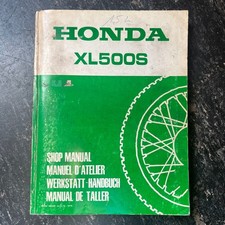 HONDA
XL500S
SHOP MANUAL
MANUEL D'ATELIER
WERKSTATT-HANDBUCH
MANUAL DE TALLER